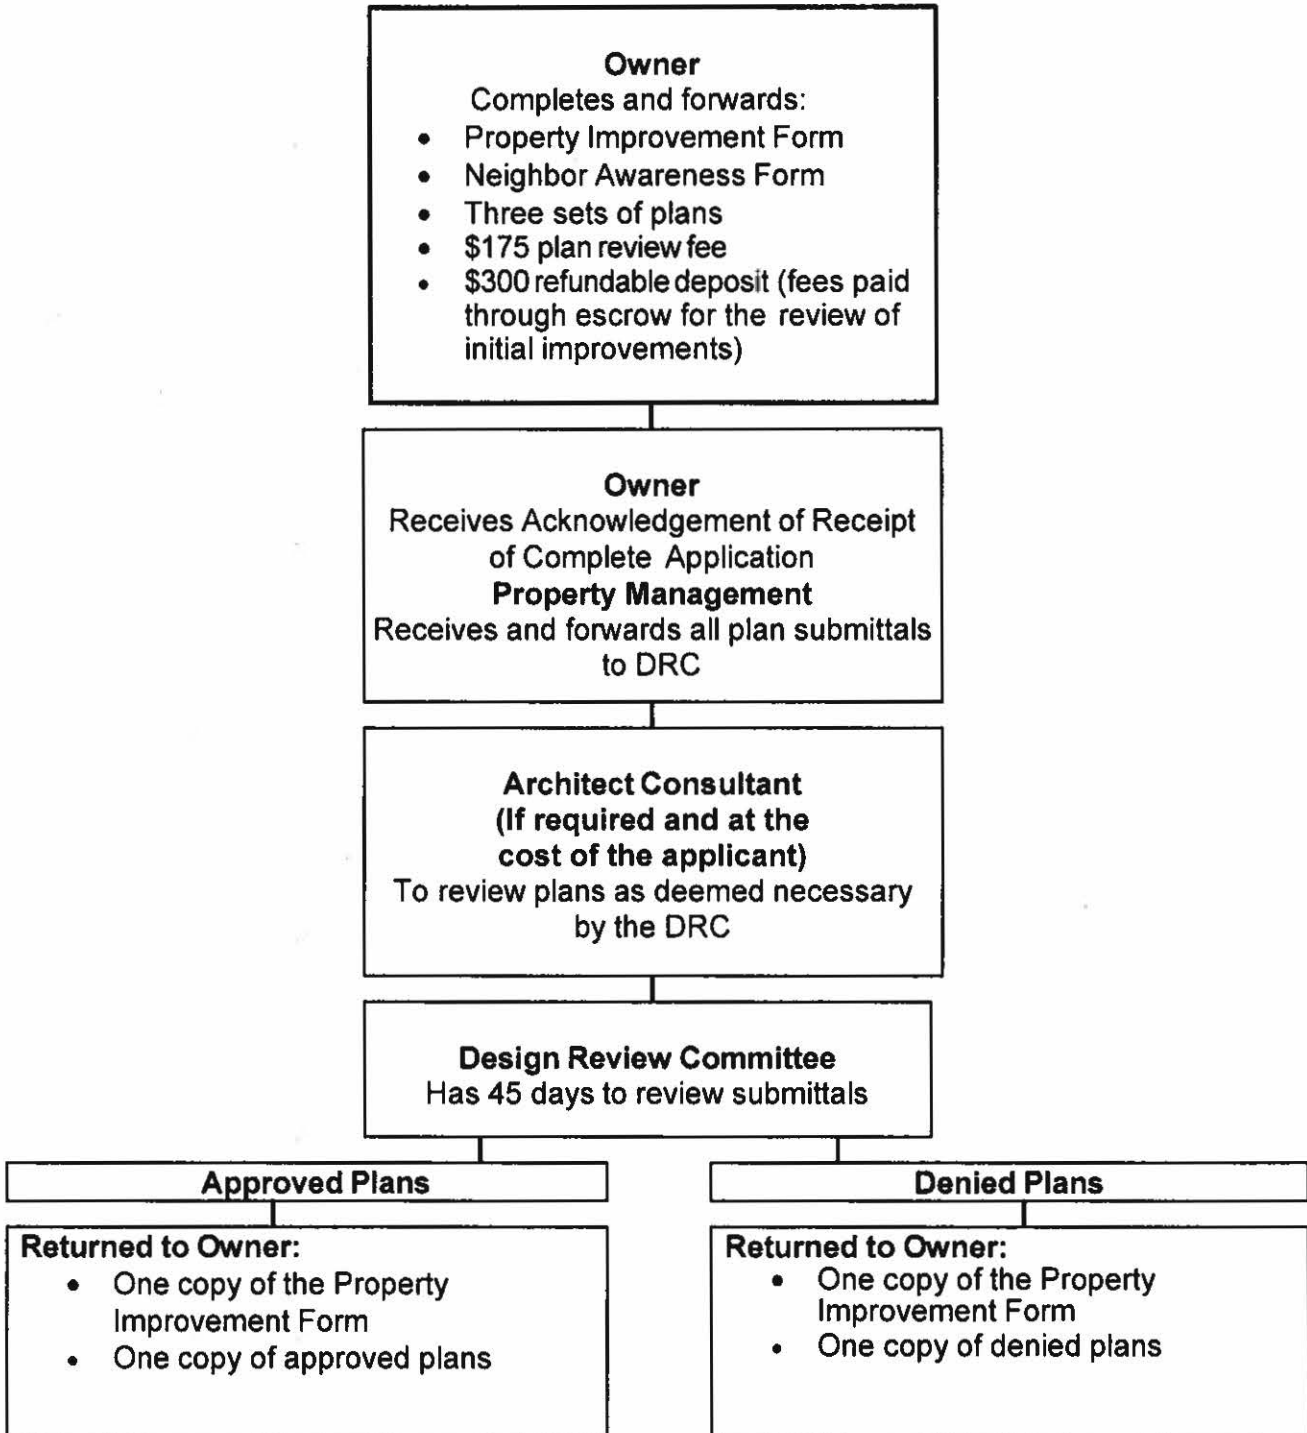 Owner
Completes and forwards:
• Property Improvement Form
• Neighbor Awareness Form
• Three sets of plans
• $175 plan review fee
• $300 refundable deposit (fees paid
through escrow for the review of
initial improvements)
Owner
Receives Acknowledgement of Receipt
of Complete Application
Property Management
Receives and forwards all plan submittals
to DRC
Architect Consultant
(If required and at the
cost of the applicant)
To review plans as deemed necessary
by the DRC
Design Review Committee
Has 45 days to review submittals
Approved Plans
Returned to Owner:
• One copy of the Property
Improvement Form
• One copy of approved plans
Denied Plans
Returned to Owner:
• One copy of the Property
Improvement Form
• One copy of denied plans